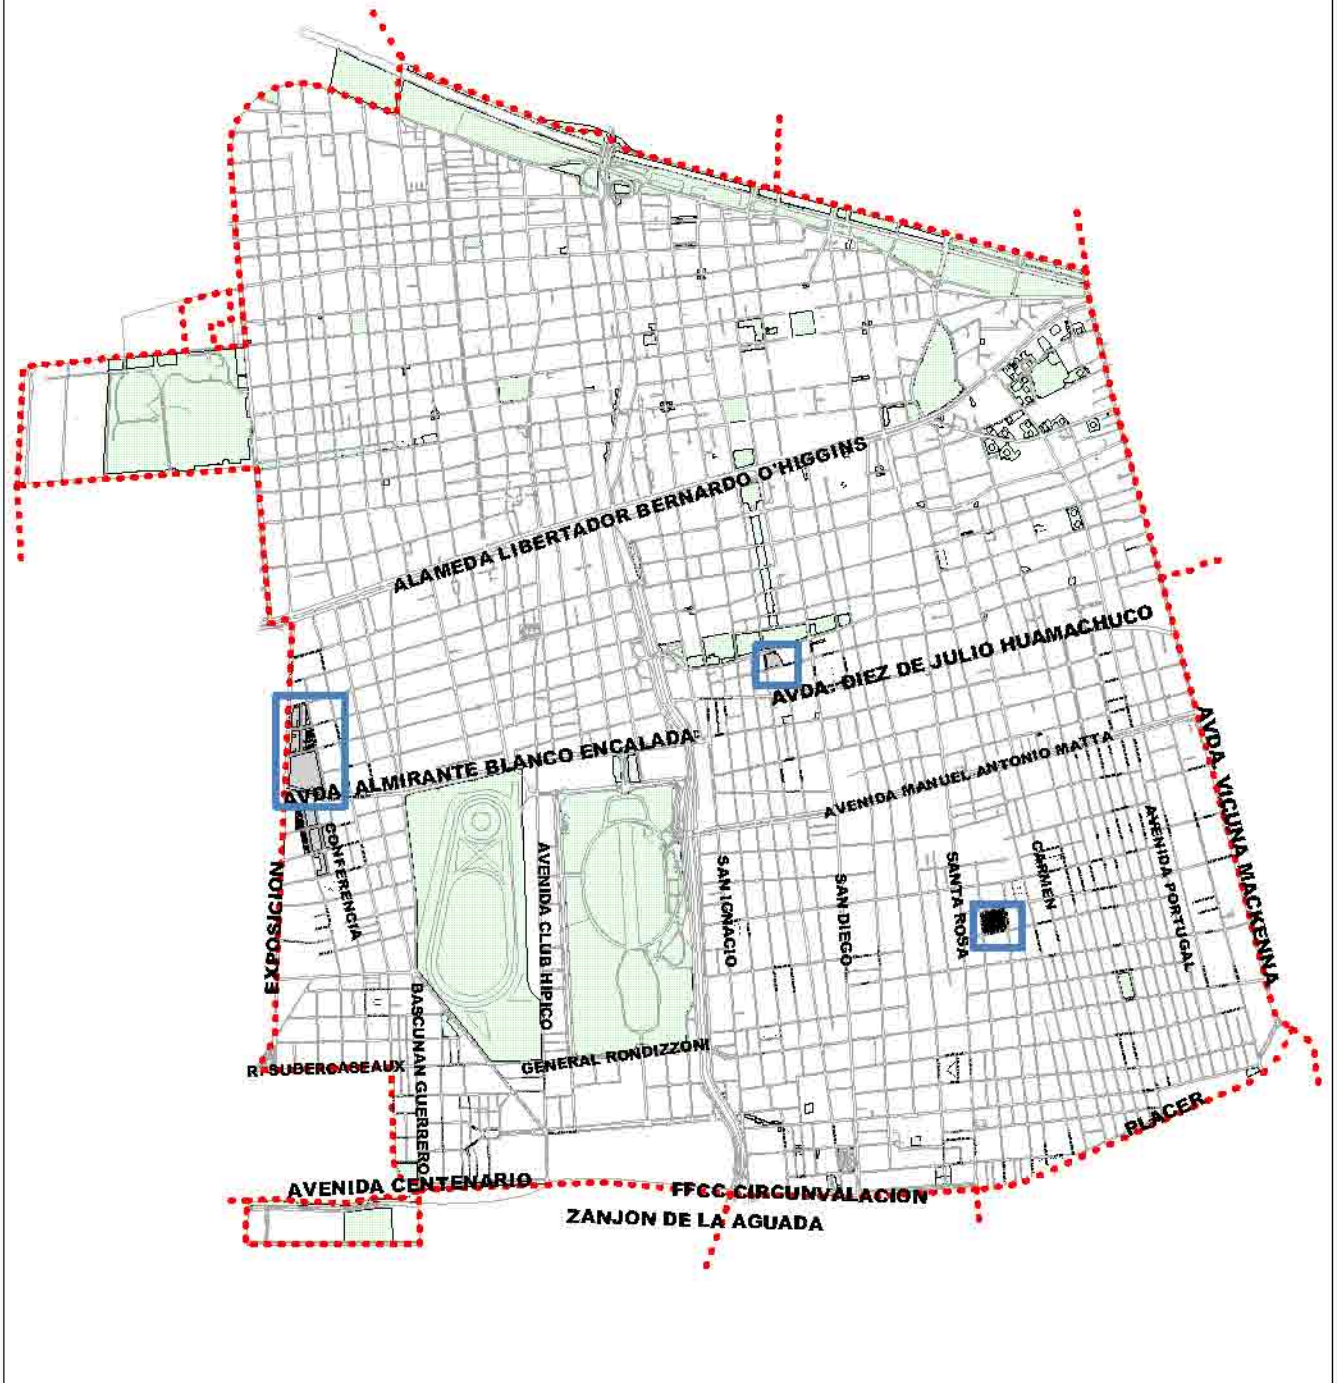 ALAMEDA LIBERTADOR BERNARDO O'HIGGINS
AVDA. DIEZ DE JULIO HUAMACHUCO
AVDA. ALMIRANTE BLANCO ENCALADA
AVENIDA MANUEL ANTONIO MATTA
AVDA. VICUNA MACKENNA
EXPOSICION
CONFERENCIA
AVENIDA CLUB HIPICO
SAN IGNACIO
SAN DIEGO
SANTA ROSA
CARMEN
AVENIDA PORTUGAL
BASCUNAN GUERRERO
R. SUBERCASEAUX
GENERAL RONDIZZONI
PLACER
AVENIDA CENTENARIO
FFCC CIRCUNVALACION
ZANJON DE LA AGUADA